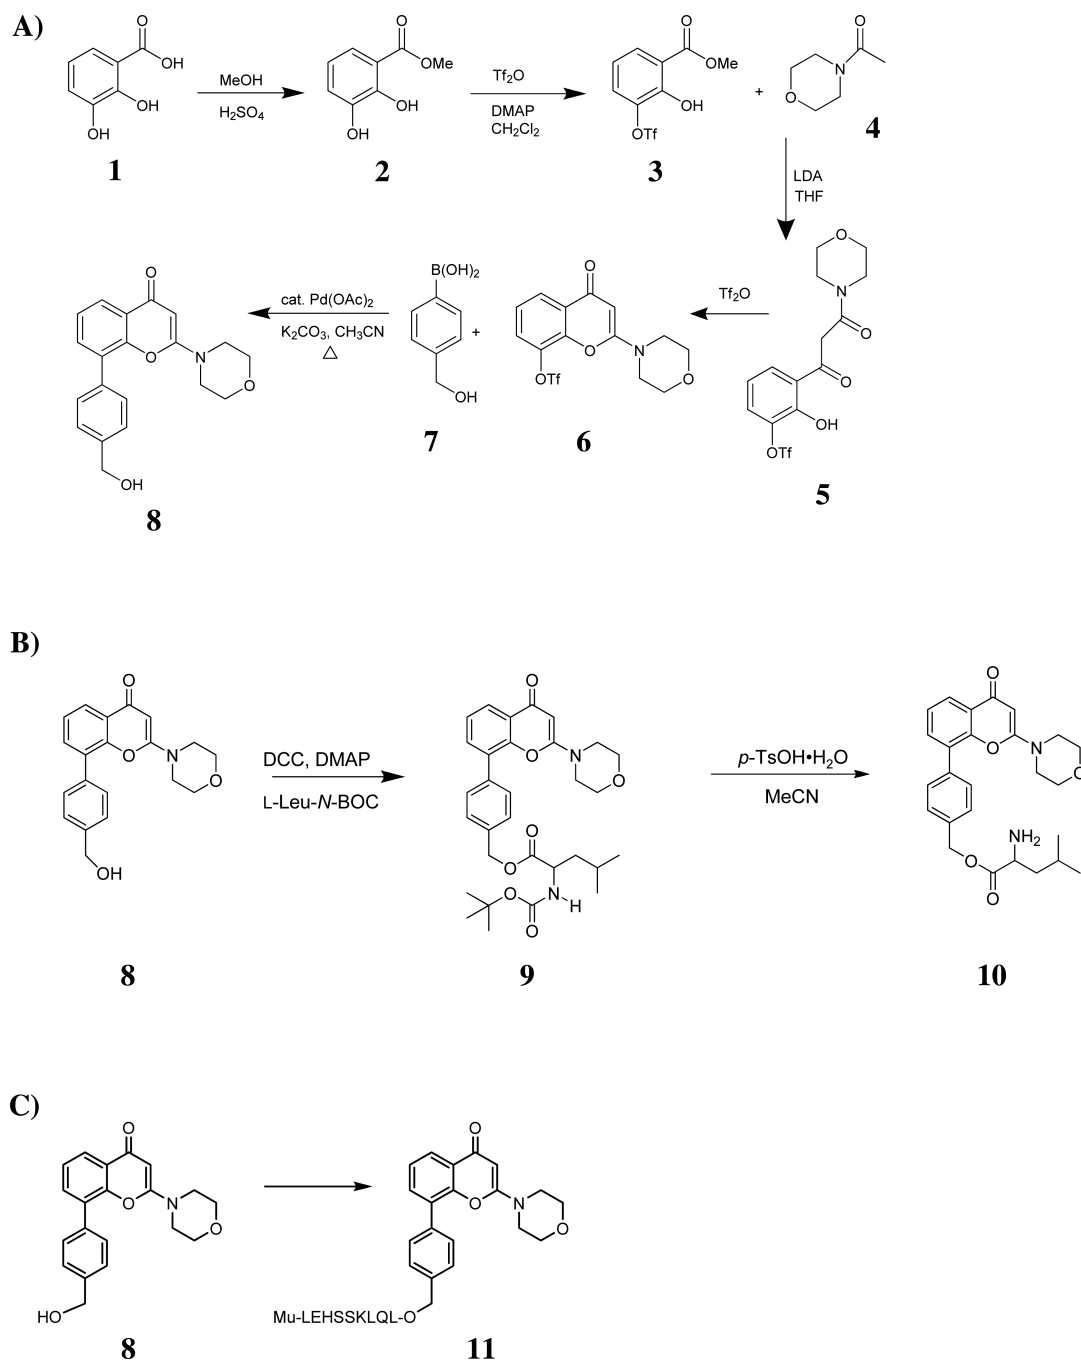 A)
O
OH
OH
OH
1
MeOH
H₂SO₄
O
OMe
OH
OH
2
Tf₂O
DMAP
CH₂Cl₂
O
OMe
OH
OTf
3
+
O
N
O
4
LDA
THF
O
N
O
O
OH
OTf
5
Tf₂O
O
O
N
O
OTf
6
+
B(OH)₂
OH
7
cat. Pd(OAc)₂
K₂CO₃, CH₃CN
△
O
O
N
O
OH
8
B)
O
O
N
O
OH
8
DCC, DMAP
L-Leu-N-BOC
O
O
N
O
O
O
O
N
H
O
9
p-TsOH•H₂O
MeCN
O
O
N
O
NH₂
O
O
10
C)
O
O
N
O
HO
8
O
O
N
O
Mu-LEHSSKLQL-O
11